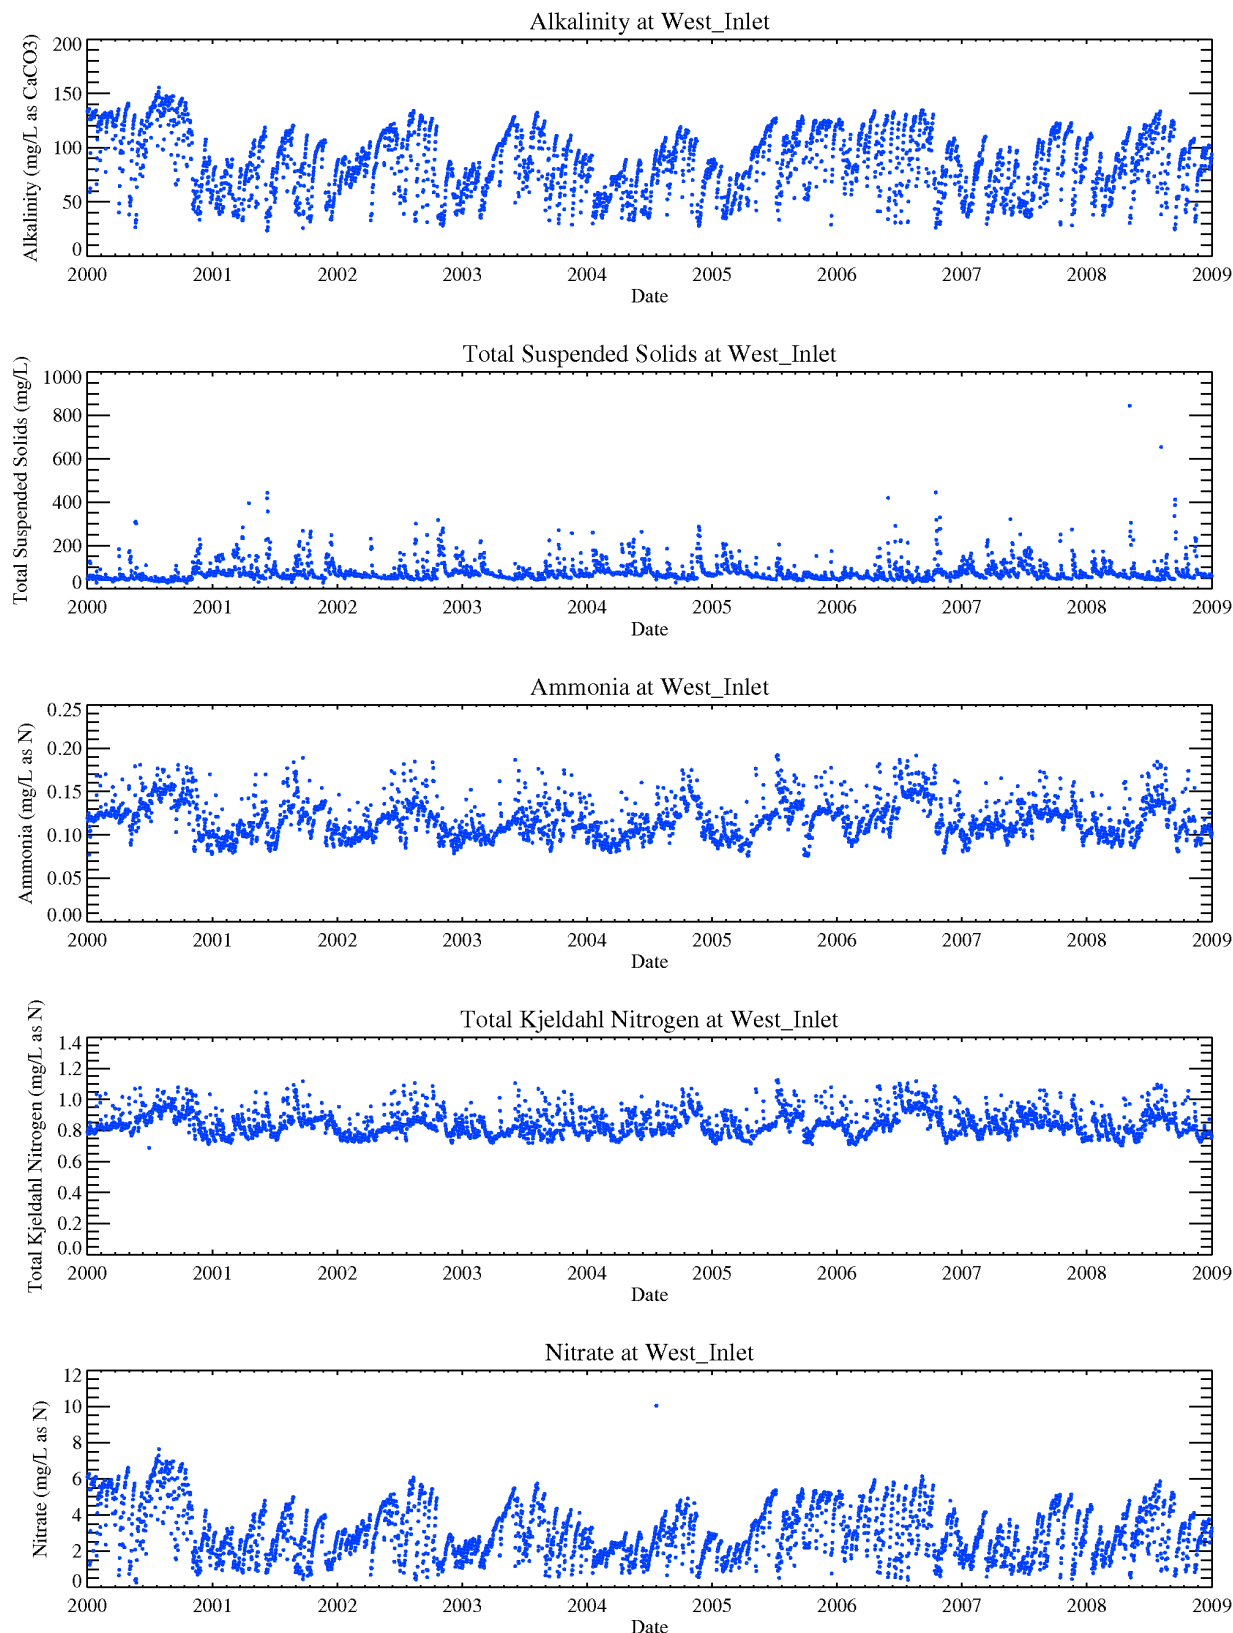 Alkalinity at West_Inlet
Alkalinity (mg/L as CaCO3)
200
150
100
50
0
2000 2001 2002 2003 2004 2005 2006 2007 2008 2009
Date
Total Suspended Solids at West_Inlet
Total Suspended Solids (mg/L)
1000
800
600
400
200
0
2000 2001 2002 2003 2004 2005 2006 2007 2008 2009
Date
Ammonia at West_Inlet
Ammonia (mg/L as N)
0.25
0.20
0.15
0.10
0.05
0.00
2000 2001 2002 2003 2004 2005 2006 2007 2008 2009
Date
Total Kjeldahl Nitrogen at West_Inlet
Total Kjeldahl Nitrogen (mg/L as N)
1.4
1.2
1.0
0.8
0.6
0.4
0.2
0.0
2000 2001 2002 2003 2004 2005 2006 2007 2008 2009
Date
Nitrate at West_Inlet
Nitrate (mg/L as N)
12
10
8
6
4
2
0
2000 2001 2002 2003 2004 2005 2006 2007 2008 2009
Date